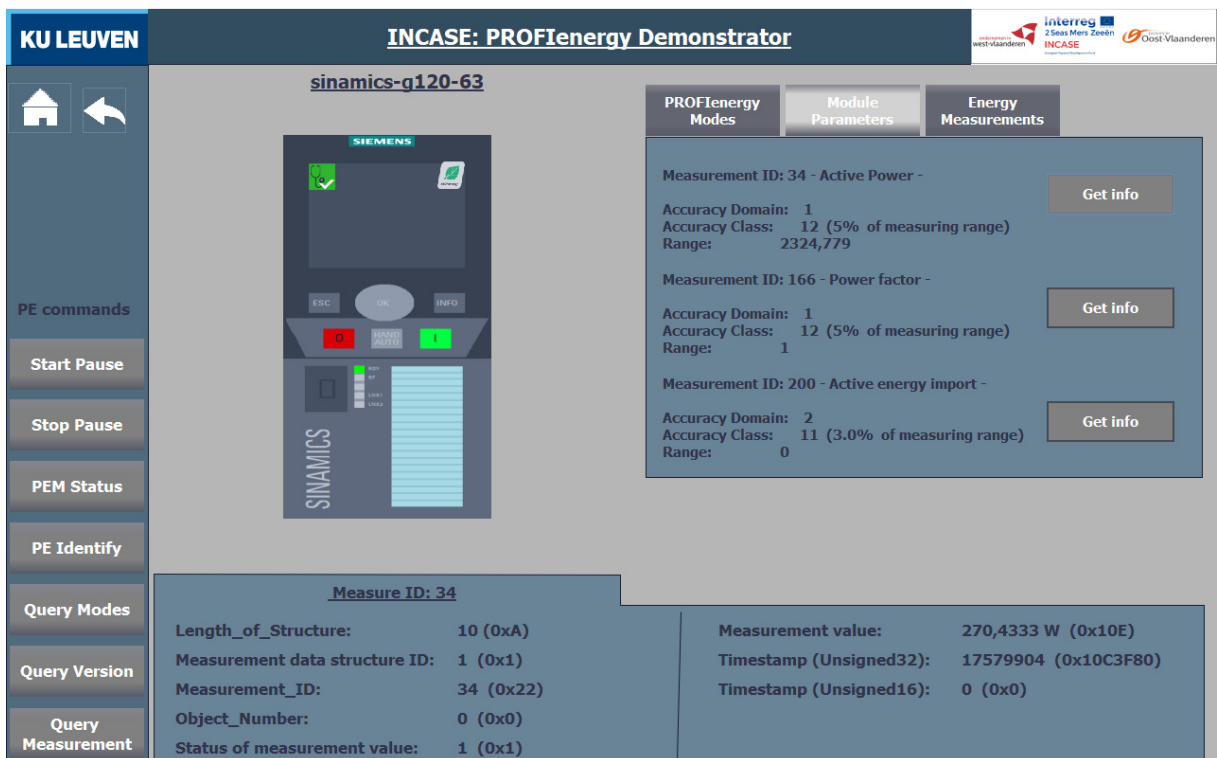 KU LEUVEN
INCASE: PROFIenergy Demonstrator
west-vlaanderen
Interreg
2 Seas Mers Zeeën
INCASE
Oost-Vlaanderen
sinamics-g120-63
PROFIenergy
Modes
Module
Parameters
Energy
Measurements
SIEMENS
ESC
OK
INFO
HAND
AUTO
I
RDY
BF
LNK1
LNK2
SINAMICS
Measurement ID: 34 - Active Power -
Get info
Accuracy Domain: 1
Accuracy Class: 12 (5% of measuring range)
Range: 2324,779
Measurement ID: 166 - Power factor -
Get info
Accuracy Domain: 1
Accuracy Class: 12 (5% of measuring range)
Range: 1
Measurement ID: 200 - Active energy import -
Get info
Accuracy Domain: 2
Accuracy Class: 11 (3.0% of measuring range)
Range: 0
PE commands
Start Pause
Stop Pause
PEM Status
PE Identify
Query Modes
Query Version
Query
Measurement
Measure ID: 34
Length_of_Structure: 10 (0xA)
Measurement data structure ID: 1 (0x1)
Measurement_ID: 34 (0x22)
Object_Number: 0 (0x0)
Status of measurement value: 1 (0x1)
Measurement value: 270,4333 W (0x10E)
Timestamp (Unsigned32): 17579904 (0x10C3F80)
Timestamp (Unsigned16): 0 (0x0)